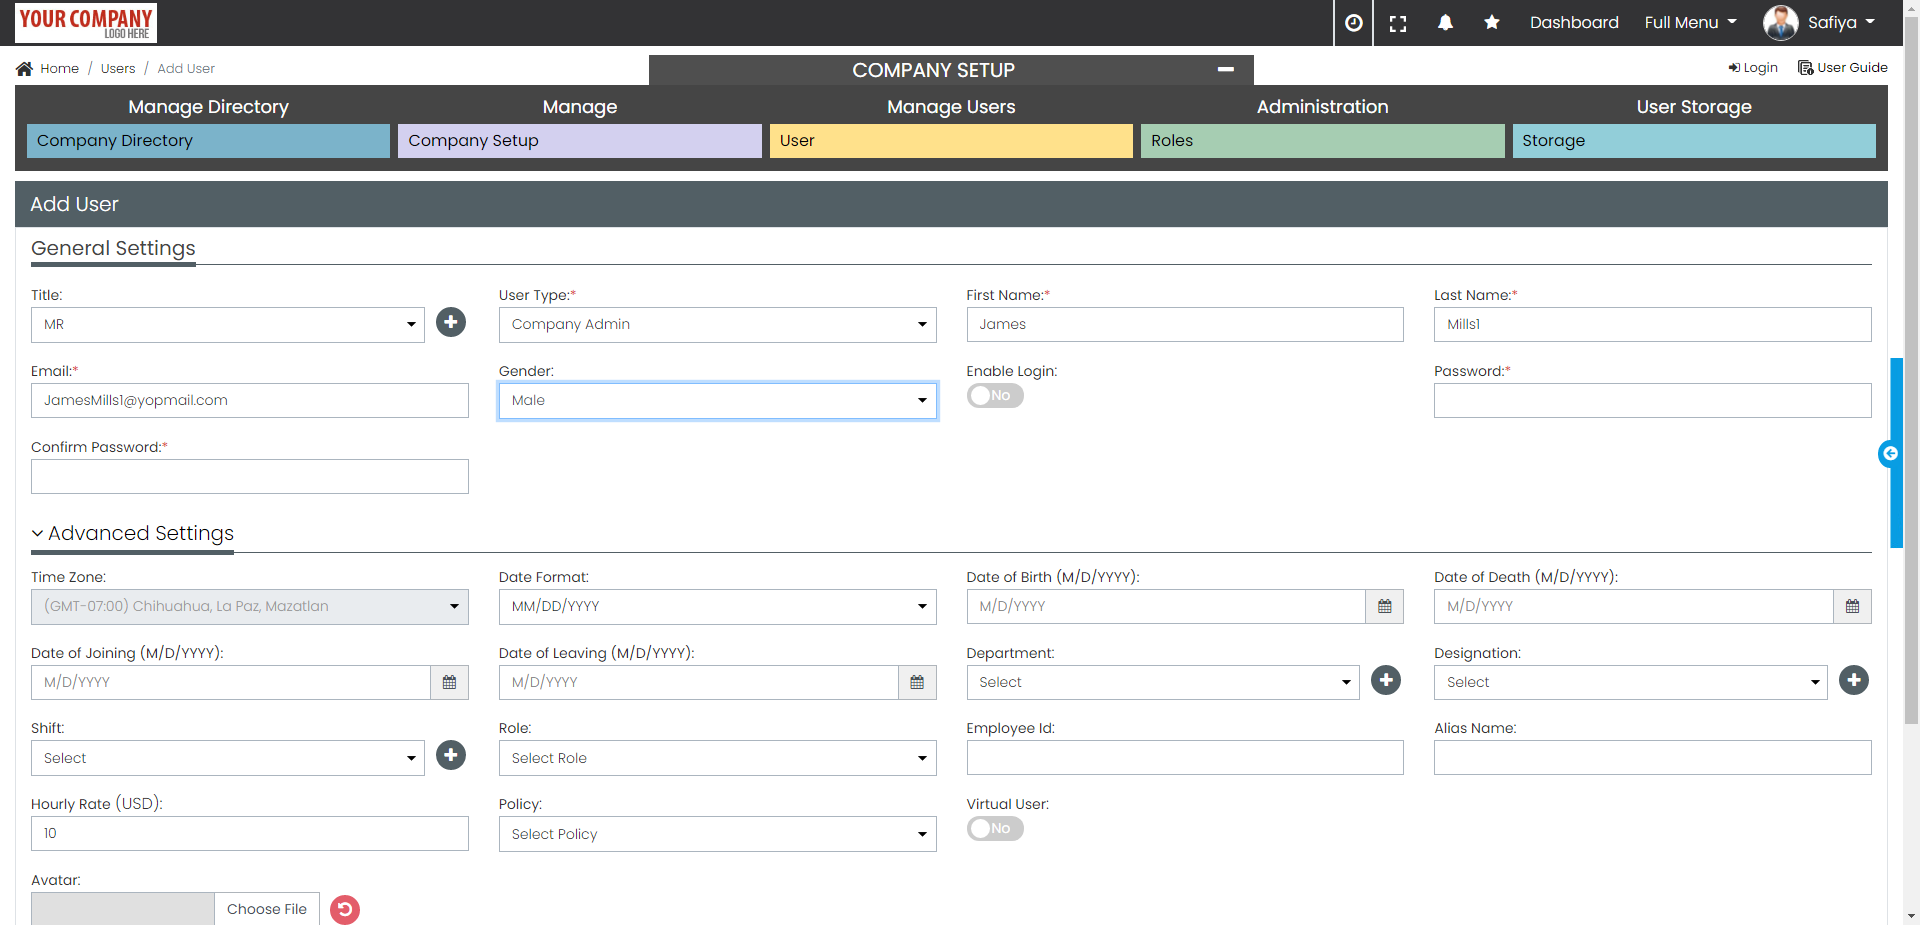 YOUR COMPANY
LOGO HERE
Dashboard
Full Menu
Safiya
Home / Users / Add User
COMPANY SETUP
Login
User Guide
Manage Directory
Manage
Manage Users
Administration
User Storage
Company Directory
Company Setup
User
Roles
Storage
Add User
General Settings
Title:
User Type:*
First Name:*
Last Name:*
MR
Company Admin
James
Mills1
Email:*
Gender:
Enable Login:
Password:*
JamesMills1@yopmail.com
Male
No
Confirm Password:*
Advanced Settings
Time Zone:
Date Format:
Date of Birth (M/D/YYYY):
Date of Death (M/D/YYYY):
(GMT-07:00) Chihuahua, La Paz, Mazatlan
MM/DD/YYYY
M/D/YYYY
M/D/YYYY
Date of Joining (M/D/YYYY):
Date of Leaving (M/D/YYYY):
Department:
Designation:
M/D/YYYY
M/D/YYYY
Select
Select
Shift:
Role:
Employee Id:
Alias Name:
Select
Select Role
Hourly Rate (USD):
Policy:
Virtual User:
10
Select Policy
No
Avatar:
Choose File